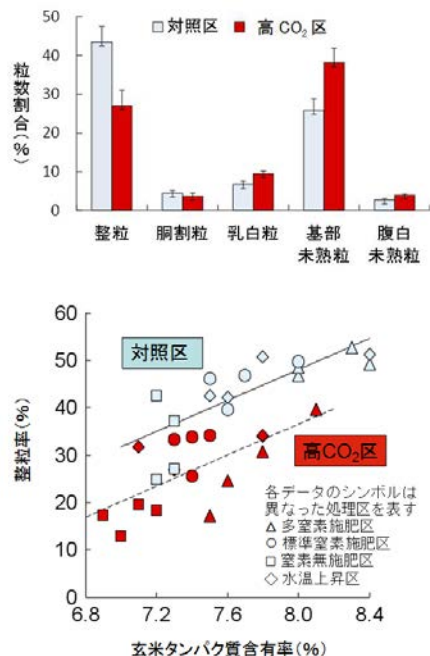 対照区 高CO₂区
粒数割合)%
50
40
30
20
10
0
整粒 胴割粒 乳白粒 基部未熟粒 腹白未熟粒
対照区
高CO₂区
各データのシンボルは
異なった処理区を表す
△ 多窒素施肥区
○ 標準窒素施肥区
□ 窒素無施肥区
◇ 水温上昇区
整粒率(%)
60
50
40
30
20
10
0
6.8 7.2 7.6 8.0 8.4
玄米タンパク質含有率(%)